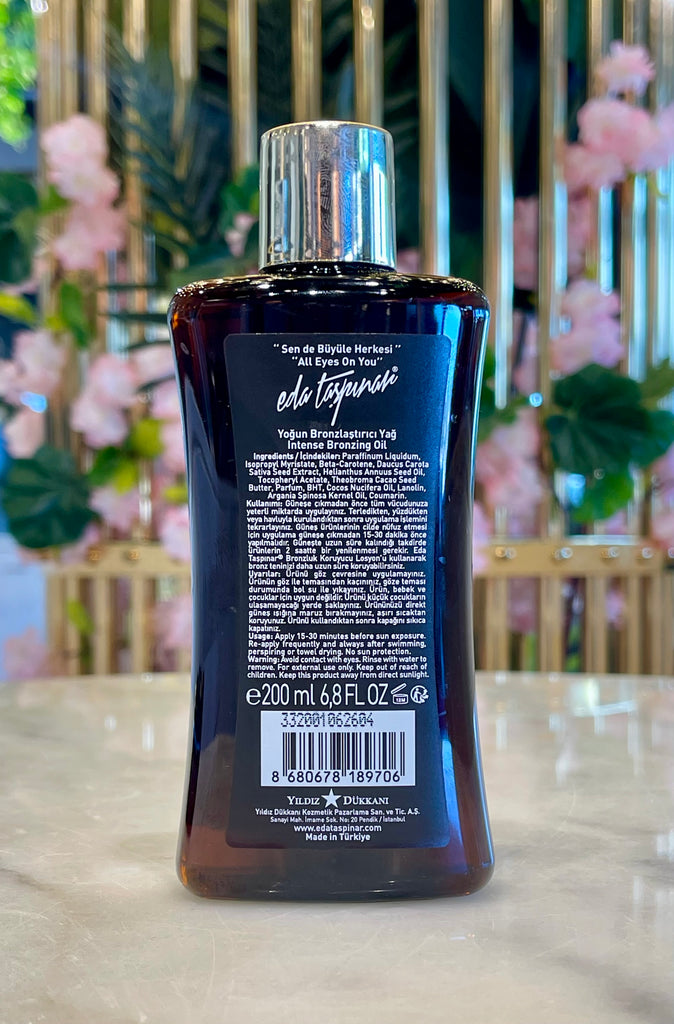 “ Sen de Büyüle Herkesi ”
“All Eyes On You”
eda taşpınar®
Yoğun Bronzlaştırıcı Yağ
Intense Bronzing Oil
Ingredients / İçindekiler: Paraffinum Liquidum,
Isopropyl Myristate, Beta-Carotene, Daucus Carota
Sativa Seed Extract, Helianthus Annuus Seed Oil,
Tocopheryl Acetate, Theobroma Cacao Seed
Butter, Parfum, BHT, Cocos Nucifera Oil, Lanolin,
Argania Spinosa Kernel Oil, Coumarin.
Kullanımı: Güneşe çıkmadan önce tüm vücudunuza
yeterli miktarda uygulayınız. Terledikten, yüzdükten
veya havluyla kurulandıktan sonra uygulama işlemini
tekrarlayınız. Güneş ürünlerinin cilde nüfuz etmesi
için uygulama güneşe çıkmadan 15-30 dakika önce
yapılmalıdır. Güneşte uzun süre kalındığı takdirde
ürünlerin 2 saatte bir yenilenmesi gerekir. Eda
Taşpınar® Bronzluk Koruyucu Losyon'u kullanarak
bronz teninizi daha uzun süre koruyabilirsiniz.
Uyarılar: Ürünü göz çevresine uygulamayınız.
Ürünün göz ile temasından kaçınınız, göze teması
durumunda bol su ile yıkayınız. Ürün, bebek ve
çocuklar için uygun değildir. Ürünü küçük çocukların
ulaşamayacağı yerde saklayınız. Ürününüzü direkt
güneş ışığına maruz bırakmayınız, aşırı sıcaktan
koruyunuz. Ürünü kullandıktan sonra kapağını sıkıca
kapatınız.
Usage: Apply 15-30 minutes before sun exposure.
Re-apply frequently and always after swimming,
perspiring or towel drying. No sun protection.
Warning: Avoid contact with eyes. Rinse with water to
remove. For external use only. Keep out of reach of
children. Keep this product away from direct sunlight.
e 200 ml 6,8 FL OZ 18M
332001062604
8 680678 189706
YILDIZ ★ DÜKKANI
Yıldız Dükkanı Kozmetik Pazarlama San. ve Tic. A.Ş.
Sanayi Mah. İmame Sok. No: 20 Pendik / İstanbul
www.edataspinar.com
Made in Türkiye